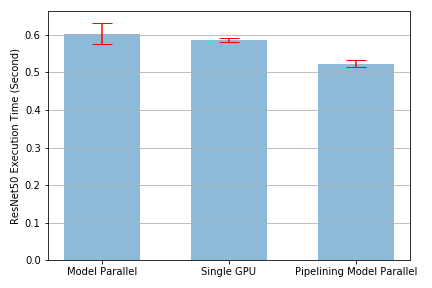 ResNet50 Execution Time (Second)
0.6
0.5
0.4
0.3
0.2
0.1
0.0
Model Parallel
Single GPU
Pipelining Model Parallel